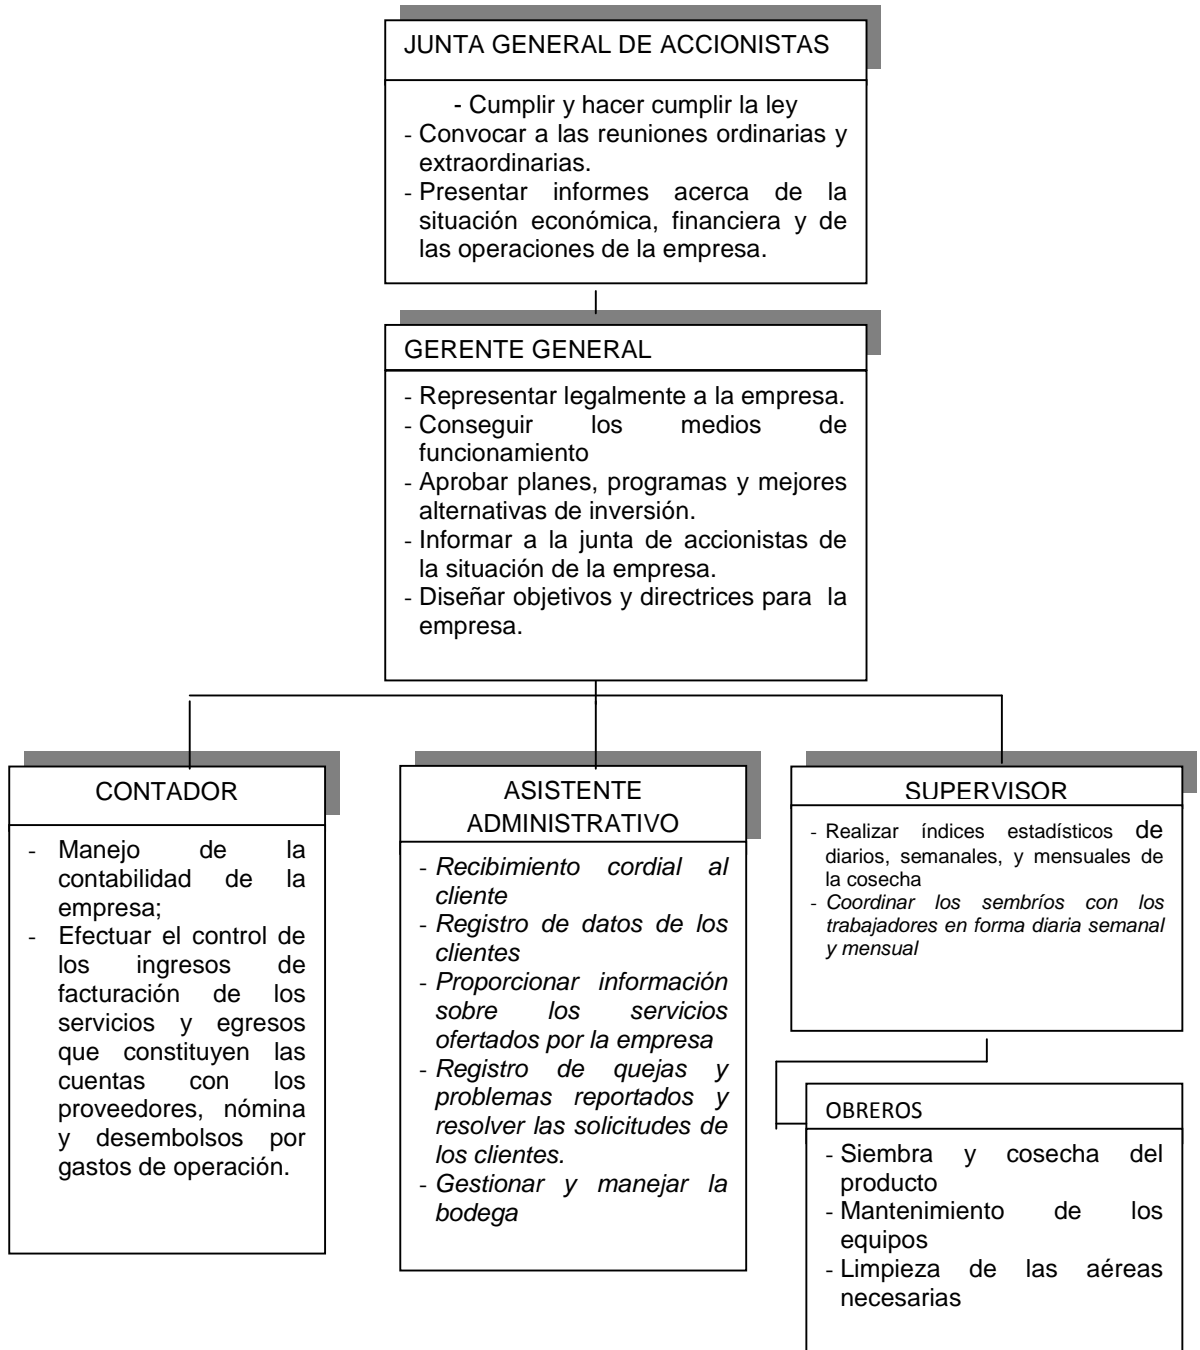 JUNTA GENERAL DE ACCIONISTAS
- Cumplir y hacer cumplir la ley
- Convocar a las reuniones ordinarias y
extraordinarias.
- Presentar informes acerca de la
situación económica, financiera y de
las operaciones de la empresa.
GERENTE GENERAL
- Representar legalmente a la empresa.
- Conseguir los medios de
funcionamiento
- Aprobar planes, programas y mejores
alternativas de inversión.
- Informar a la junta de accionistas de
la situación de la empresa.
- Diseñar objetivos y directrices para la
empresa.
CONTADOR
- Manejo de la
contabilidad de la
empresa;
- Efectuar el control de
los ingresos de
facturación de los
servicios y egresos
que constituyen las
cuentas con los
proveedores, nómina
y desembolsos por
gastos de operación.
ASISTENTE
ADMINISTRATIVO
- Recibimiento cordial al
cliente
- Registro de datos de los
clientes
- Proporcionar información
sobre los servicios
ofertados por la empresa
- Registro de quejas y
problemas reportados y
resolver las solicitudes de
los clientes.
- Gestionar y manejar la
bodega
SUPERVISOR
- Realizar índices estadísticos de
diarios, semanales, y mensuales de
la cosecha
- Coordinar los sembríos con los
trabajadores en forma diaria semanal
y mensual
OBREROS
- Siembra y cosecha del
producto
- Mantenimiento de los
equipos
- Limpieza de las aéreas
necesarias